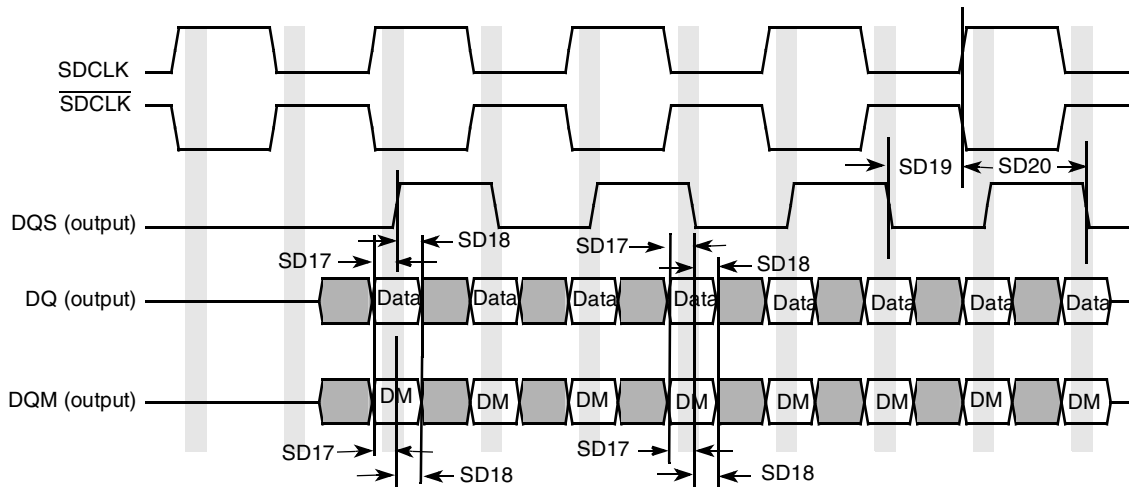 SDCLK
SDCLK
SD19 SD20
DQS (output)
SD18 SD17
SD17 SD18
DQ (output) Data Data Data Data Data Data Data Data
DQM (output) DM DM DM DM DM DM DM DM
SD17 SD17
SD18 SD18